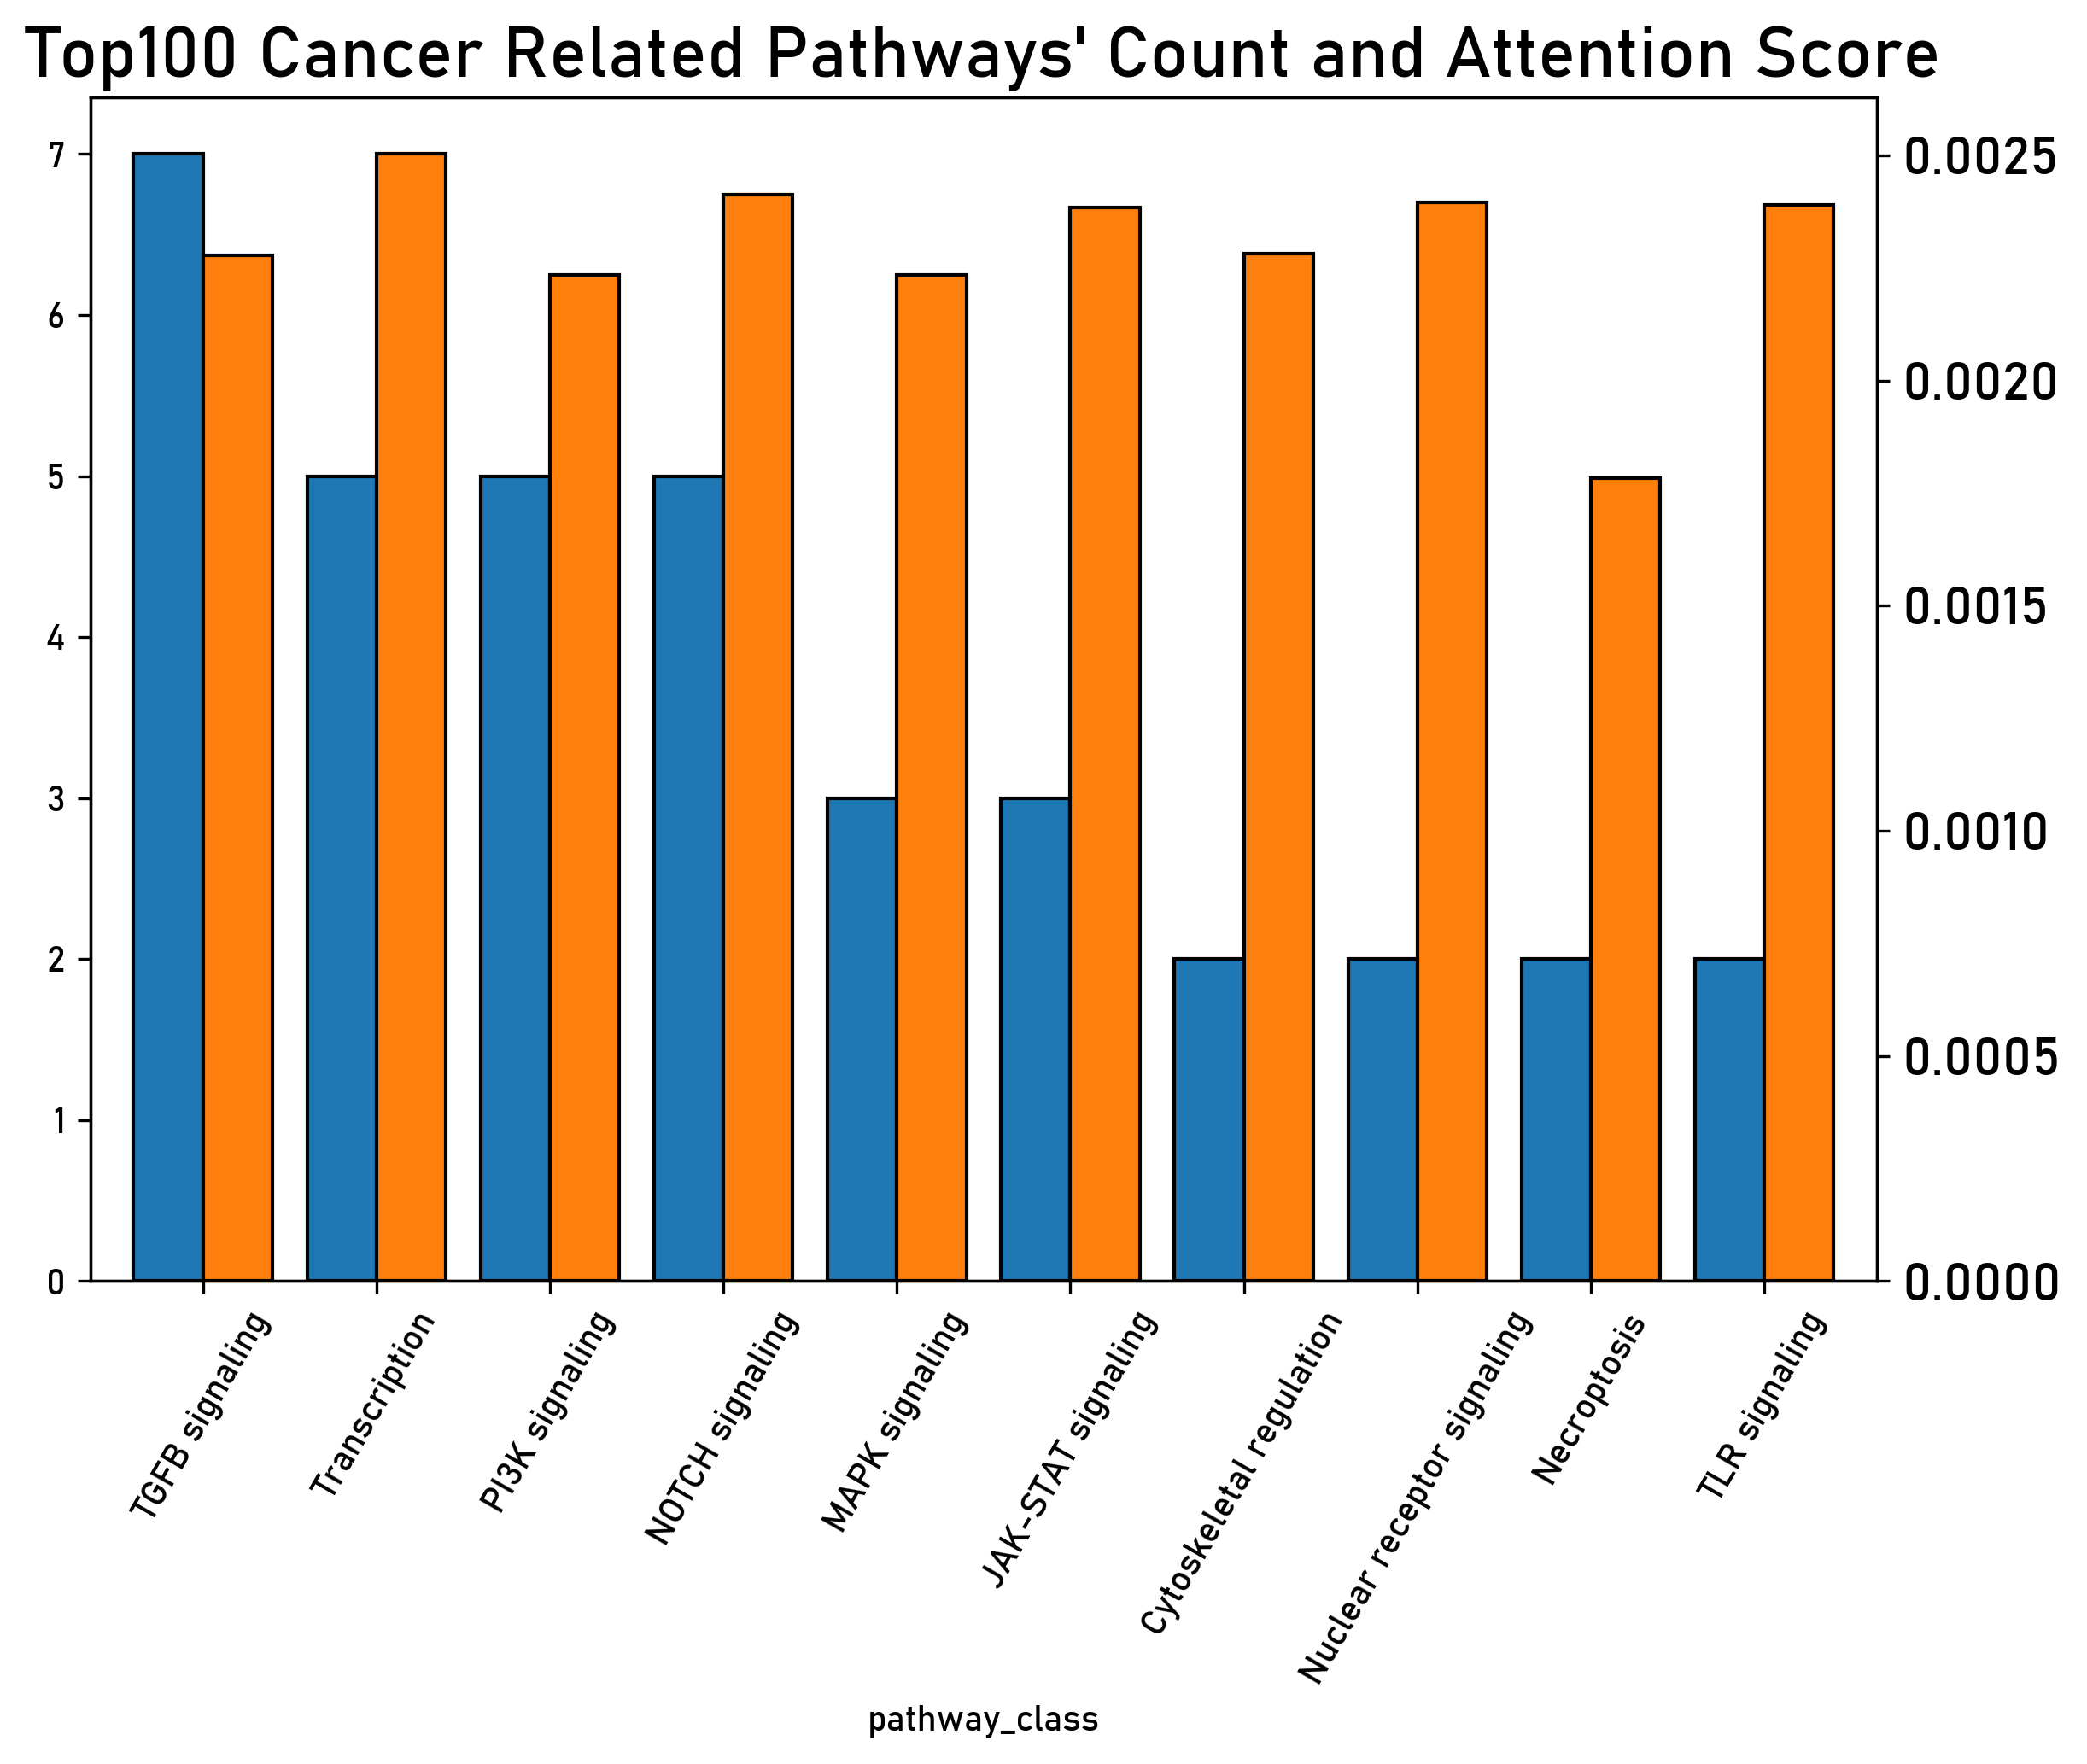 Top100 Cancer Related Pathways' Count and Attention Score
7
6
5
4
3
2
1
0
0.0025
0.0020
0.0015
0.0010
0.0005
0.0000
TGFB signaling
Transcription
PI3K signaling
NOTCH signaling
MAPK signaling
JAK-STAT signaling
Cytoskeletal regulation
Nuclear receptor signaling
Necroptosis
TLR signaling
pathway_class